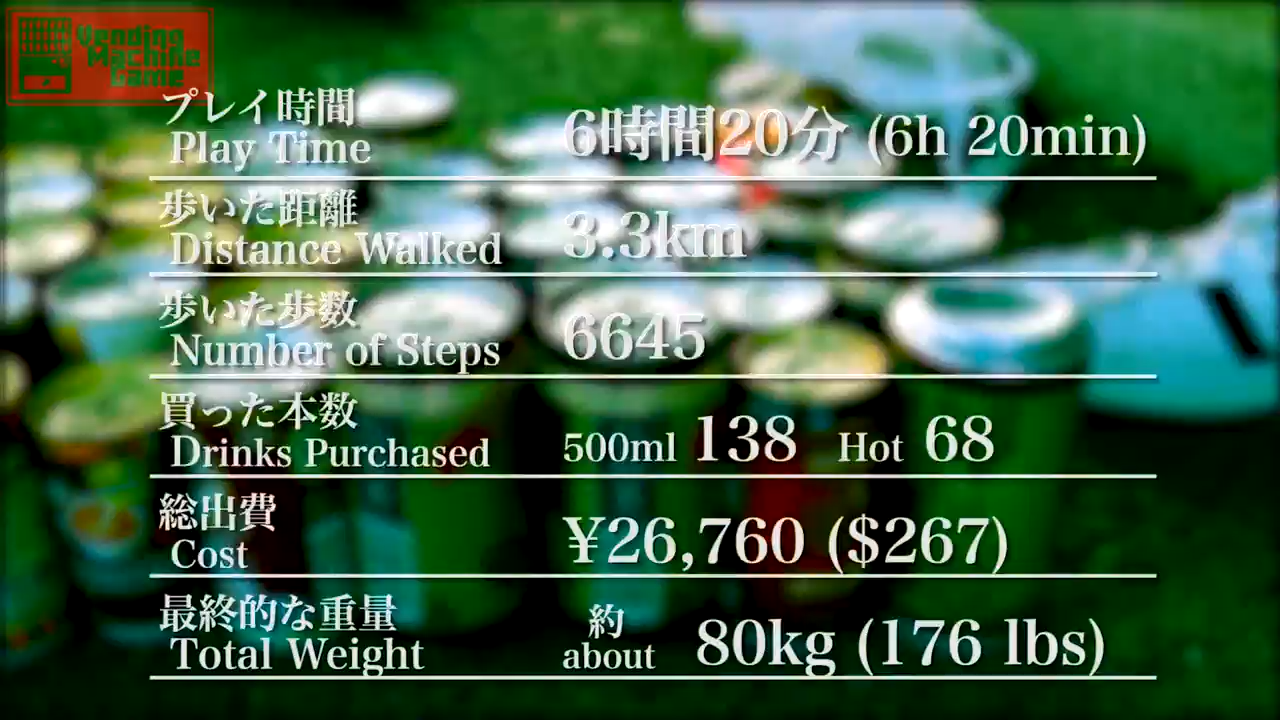 Vending
Machine
Game
プレイ時間
Play Time
6時間20分 (6h 20min)
歩いた距離
Distance Walked
3.3km
歩いた歩数
Number of Steps
6645
買った本数
Drinks Purchased
500ml 138 Hot 68
総出費
Cost
¥26,760 ($267)
最終的な重量
Total Weight
約
about
80kg (176 lbs)